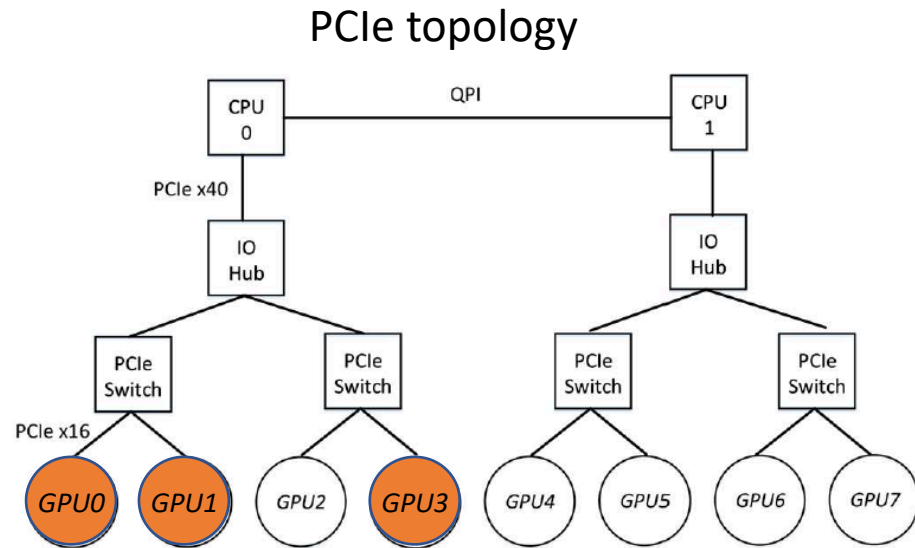 PCIe topology
CPU
0
QPI
CPU
1
PCIe x40
IO
Hub
IO
Hub
PCIe
Switch
PCIe
Switch
PCIe
Switch
PCIe
Switch
PCIe x16
GPU0
GPU1
GPU2
GPU3
GPU4
GPU5
GPU6
GPU7